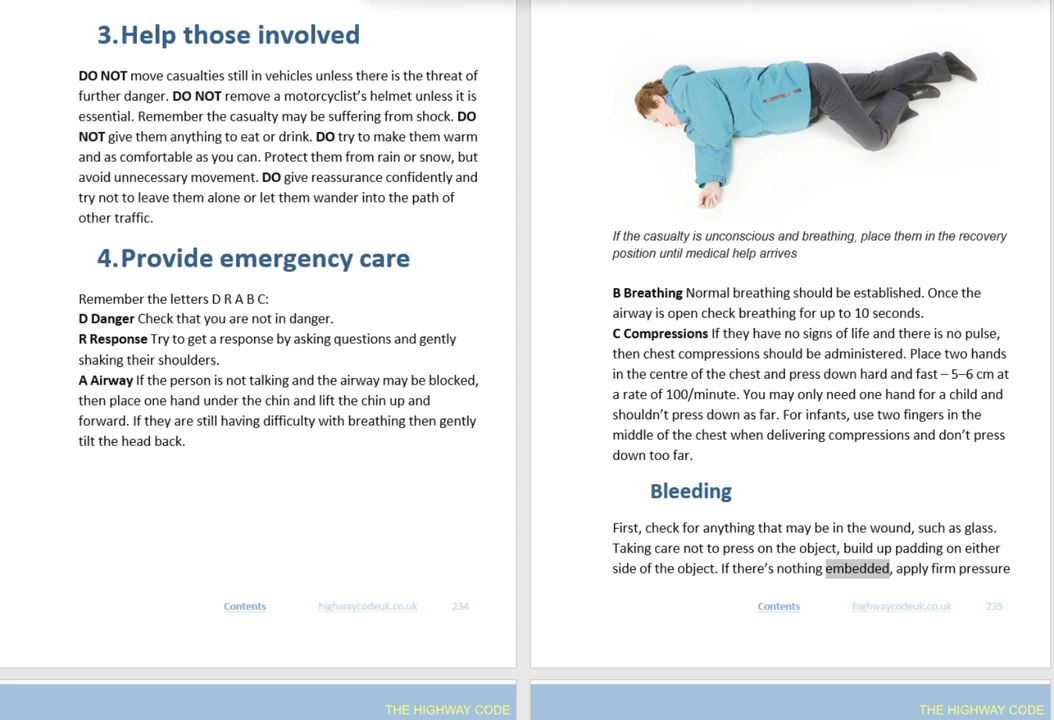 3.Help those involved
DO NOT move casualties still in vehicles unless there is the threat of
further danger. DO NOT remove a motorcyclist's helmet unless it is
essential. Remember the casualty may be suffering from shock. DO
NOT give them anything to eat or drink. DO try to make them warm
and as comfortable as you can. Protect them from rain or snow, but
avoid unnecessary movement. DO give reassurance confidently and
try not to leave them alone or let them wander into the path of
other traffic.
4.Provide emergency care
Remember the letters D R A B C:
D Danger Check that you are not in danger.
R Response Try to get a response by asking questions and gently
shaking their shoulders.
A Airway If the person is not talking and the airway may be blocked,
then place one hand under the chin and lift the chin up and
forward. If they are still having difficulty with breathing then gently
tilt the head back.
Contents highwaycodeuk.co.uk 234
If the casualty is unconscious and breathing, place them in the recovery
position until medical help arrives
B Breathing Normal breathing should be established. Once the
airway is open check breathing for up to 10 seconds.
C Compressions If they have no signs of life and there is no pulse,
then chest compressions should be administered. Place two hands
in the centre of the chest and press down hard and fast – 5–6 cm at
a rate of 100/minute. You may only need one hand for a child and
shouldn't press down as far. For infants, use two fingers in the
middle of the chest when delivering compressions and don't press
down too far.
Bleeding
First, check for anything that may be in the wound, such as glass.
Taking care not to press on the object, build up padding on either
side of the object. If there's nothing embedded, apply firm pressure
Contents highwaycodeuk.co.uk 235
THE HIGHWAY CODE
THE HIGHWAY CODE